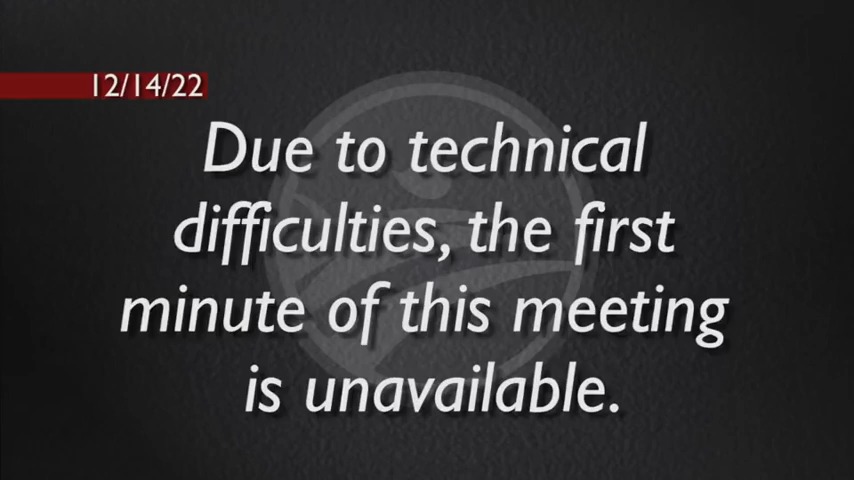 12/14/22
Due to technical
difficulties, the first
minute of this meeting
is unavailable.